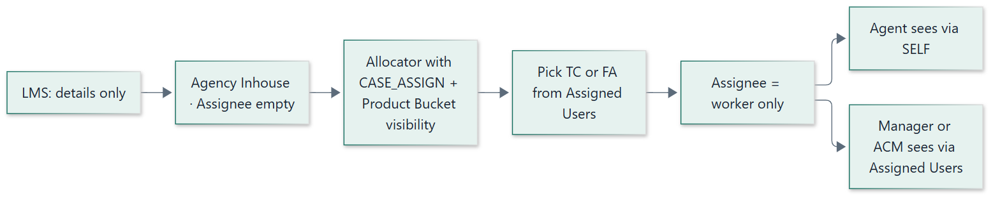 LMS: details only
Agency Inhouse
· Assignee empty
Allocator with
CASE_ASSIGN +
Product Bucket
visibility
Pick TC or FA
from Assigned
Users
Assignee =
worker only
Agent sees via
SELF
Manager or
ACM sees via
Assigned Users